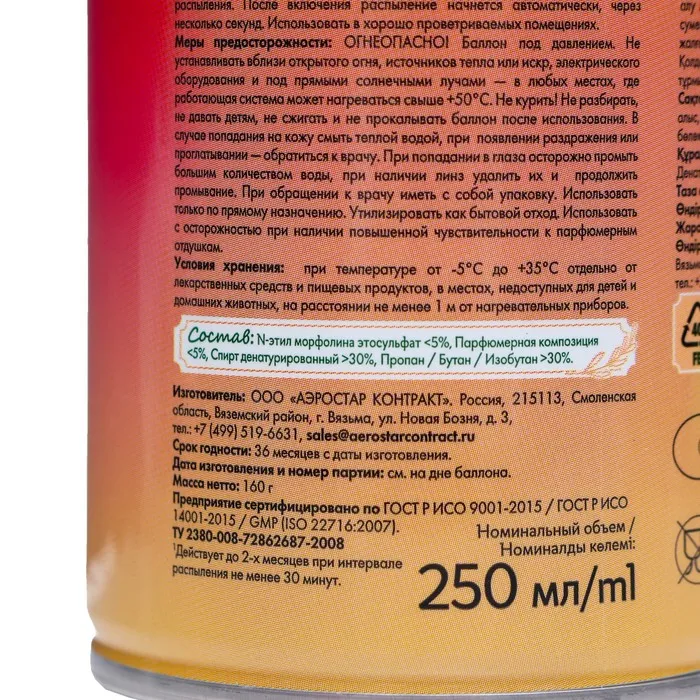 распыления. После включения распыление начнется автоматически, через
несколько секунд. Использовать в хорошо проветриваемых помещениях.
Меры предосторожности: ОГНЕОПАСНО! Баллон под давлением. Не
устанавливать вблизи открытого огня, источников тепла или искр, электрического
оборудования и под прямыми солнечными лучами — в любых местах, где
работающая система может нагреваться свыше +50°С. Не курить! Не разбирать,
не давать детям, не сжигать и не прокалывать баллон после использования. В
случае попадания на кожу смыть теплой водой, при появлении раздражения или
проглатывании — обратиться к врачу. При попадании в глаза осторожно промыть
большим количеством воды, при наличии линз удалить их и продолжить
промывание. При обращении к врачу иметь с собой упаковку. Использовать
только по прямому назначению. Утилизировать как бытовой отход. Использовать
с осторожностью при наличии повышенной чувствительности к парфюмерным
отдушкам.
Условия хранения: при температуре от -5°С до +35°С отдельно от
лекарственных средств и пищевых продуктов, в местах, недоступных для детей и
домашних животных, на расстоянии не менее 1 м от нагревательных приборов.
Состав: N-этил морфолина этосульфат <5%, Парфюмерная композиция
<5%, Спирт денатурированный >30%, Пропан / Бутан / Изобутан >30%.
Изготовитель: ООО «АЭРОСТАР КОНТРАКТ». Россия, 215113, Смоленская
область, Вяземский район, г. Вязьма, ул. Новая Бозня, д. 3,
тел.: +7 (499) 519-6631, sales@aerostarcontract.ru
Срок годности: 36 месяцев с даты изготовления.
Дата изготовления и номер партии: см. на дне баллона.
Масса нетто: 160 г
Предприятие сертифицировано по ГОСТ Р ИСО 9001-2015 / ГОСТ Р ИСО
14001-2015 / GMP (ISO 22716:2007).
ТУ 2380-008-72862687-2008
¹Действует до 2-х месяцев при интервале
распыления не менее 30 минут.
Номинальный объем /
Номиналды көлемі:
250 мл/ml